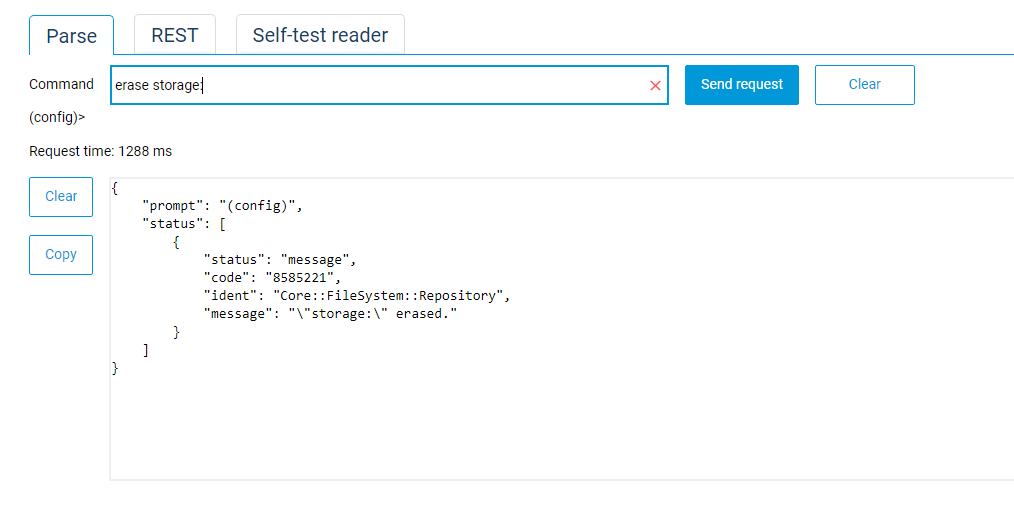 Parse REST Self-test reader
Command erase storage: Send request Clear
(config)>
Request time: 1288 ms
Clear
Copy
{
    "prompt": "(config)",
    "status": [
        {
            "status": "message",
            "code": "8585221",
            "ident": "Core::FileSystem::Repository",
            "message": "\"storage:\" erased."
        }
    ]
}